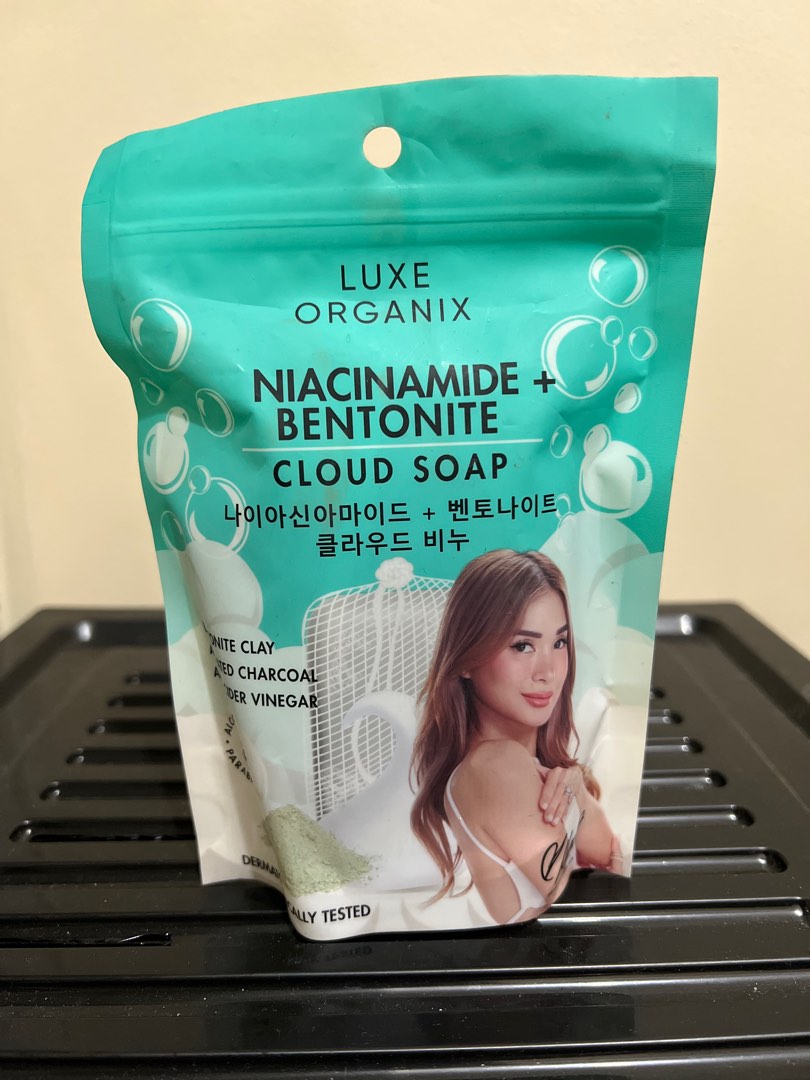 LUXE
ORGANIX
NIACINAMIDE +
BENTONITE
CLOUD SOAP
나이아신아마이드 + 벤토나이트
클라우드 비누
CLAY
CHARCOAL
VINEGAR
TESTED